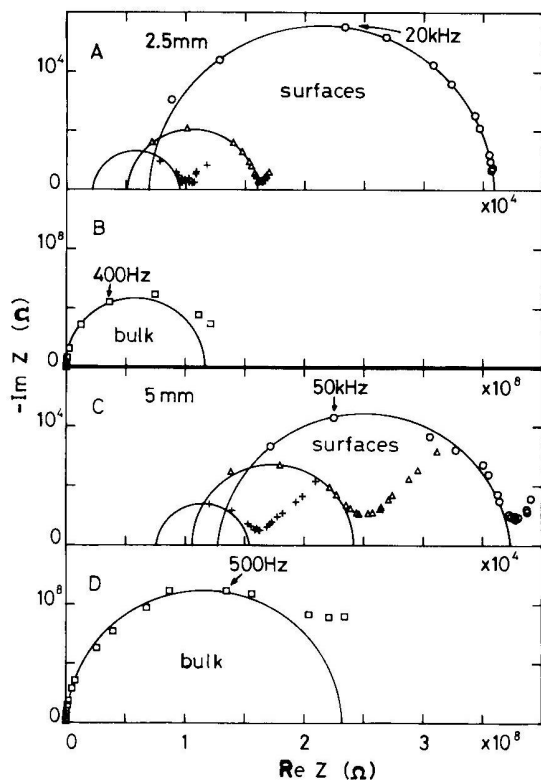 A
2.5mm
20kHz
10⁴
surfaces
0
x10⁴
B
10⁸
400Hz
bulk
0
x10⁸
-Im Z (Ω)
C
5mm
50kHz
10⁴
surfaces
0
x10⁴
D
500Hz
10⁸
bulk
0
0 1 2 3
x10⁸
Re Z (Ω)